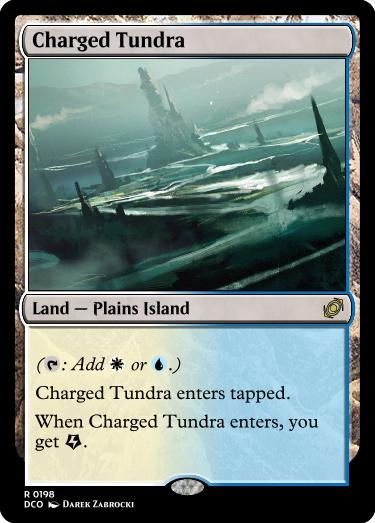 Charged Tundra
Land — Plains Island
(: Add or .)
Charged Tundra enters tapped.
When Charged Tundra enters, you
get .
R 0198
DCO Darek Zabrocki